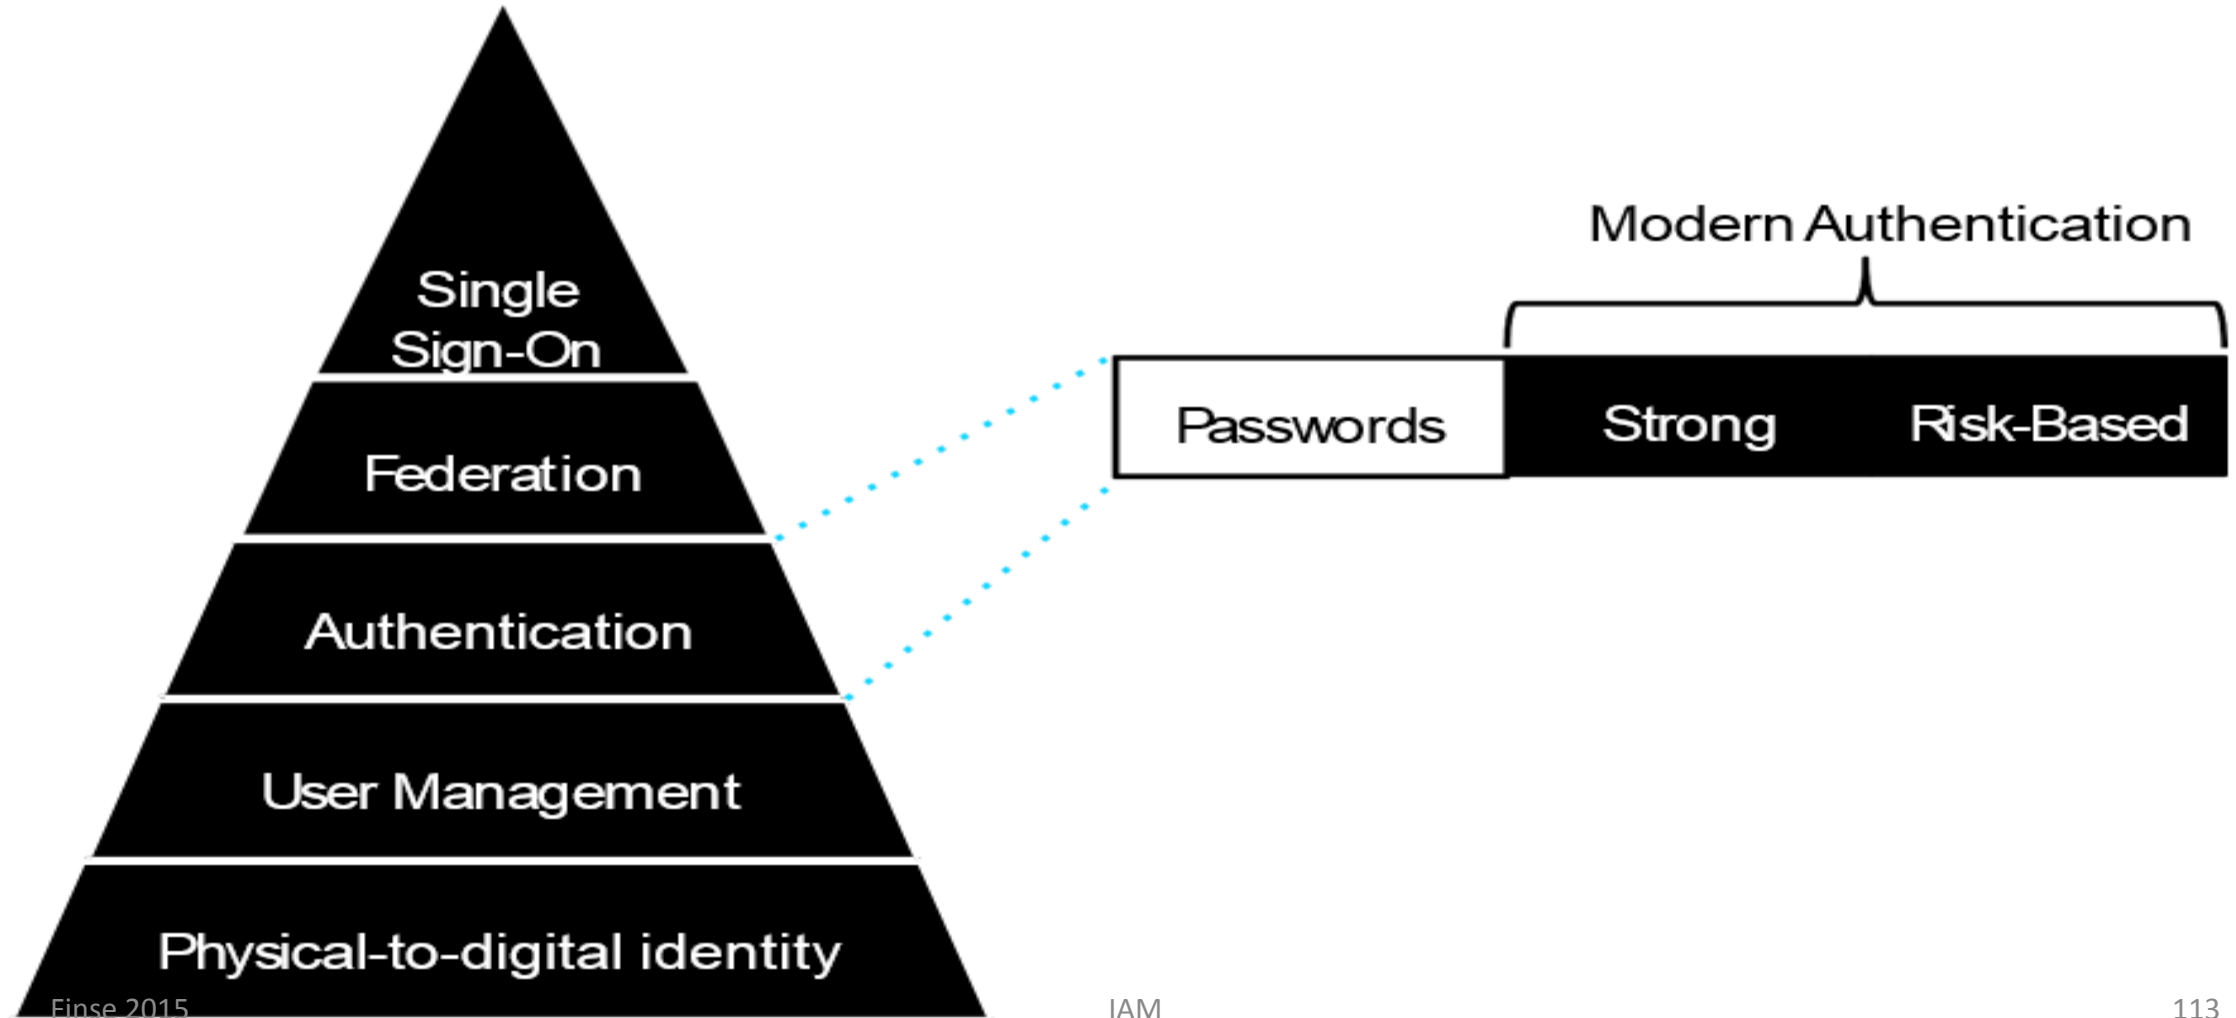 Single
Sign-On
Federation
Authentication
User Management
Physical-to-digital identity
Modern Authentication
Passwords
Strong
Risk-Based
Finse 2015
IAM
113